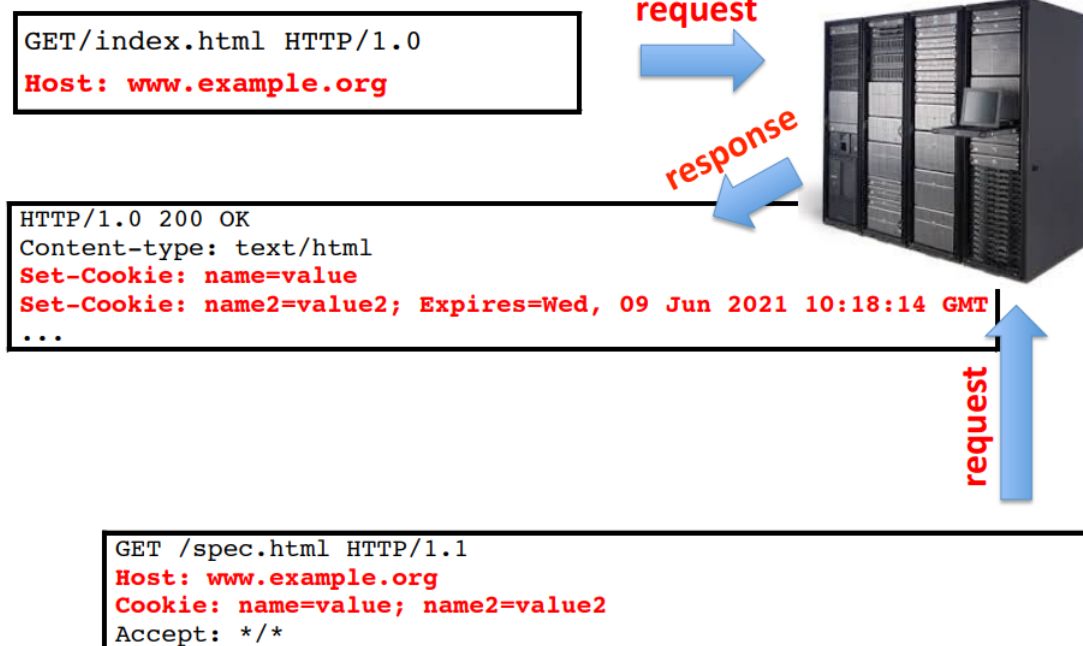 request
GET/index.html HTTP/1.0
Host: www.example.org
response
HTTP/1.0 200 OK
Content-type: text/html
Set-Cookie: name=value
Set-Cookie: name2=value2; Expires=Wed, 09 Jun 2021 10:18:14 GMT
...
request
GET /spec.html HTTP/1.1
Host: www.example.org
Cookie: name=value; name2=value2
Accept: */*